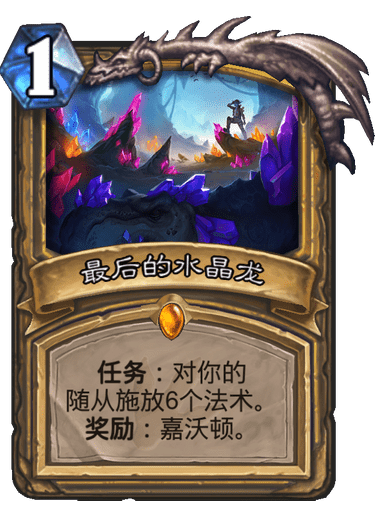 1
最后的水晶龙
任务：对你的
随从施放6个法术。
奖励：嘉沃顿。